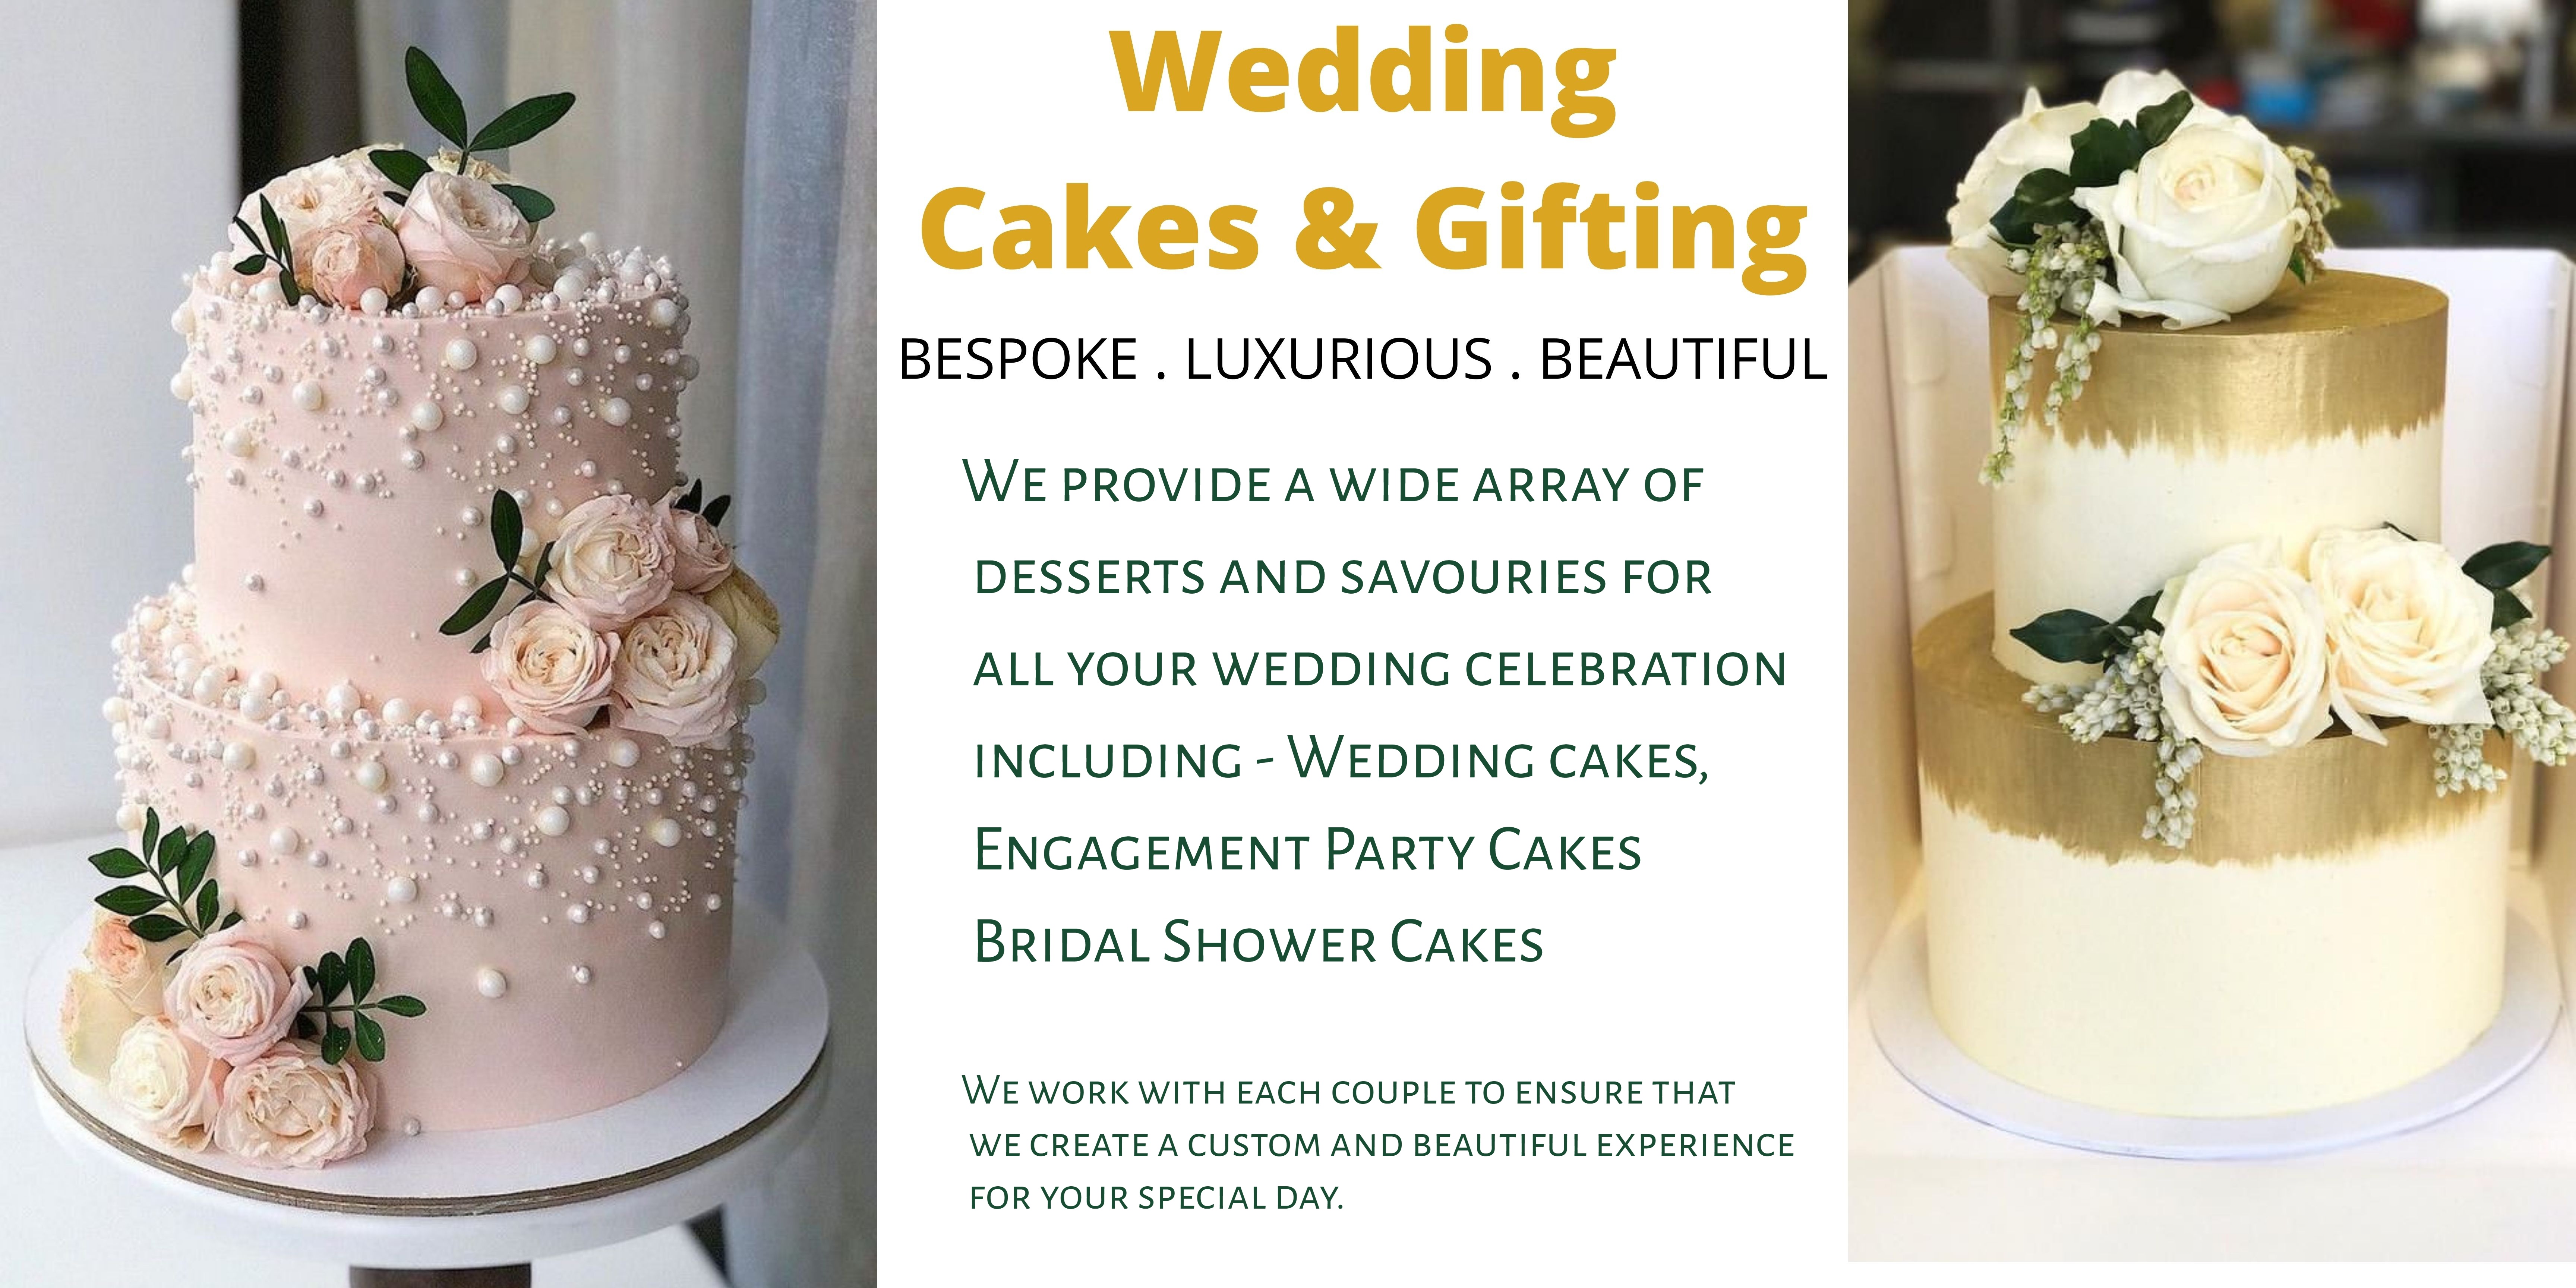 Wedding
Cakes & Gifting
BESPOKE . LUXURIOUS . BEAUTIFUL
We provide a wide array of
desserts and savouries for
all your wedding celebration
including - Wedding cakes,
Engagement Party Cakes
Bridal Shower Cakes
We work with each couple to ensure that
we create a custom and beautiful experience
for your special day.